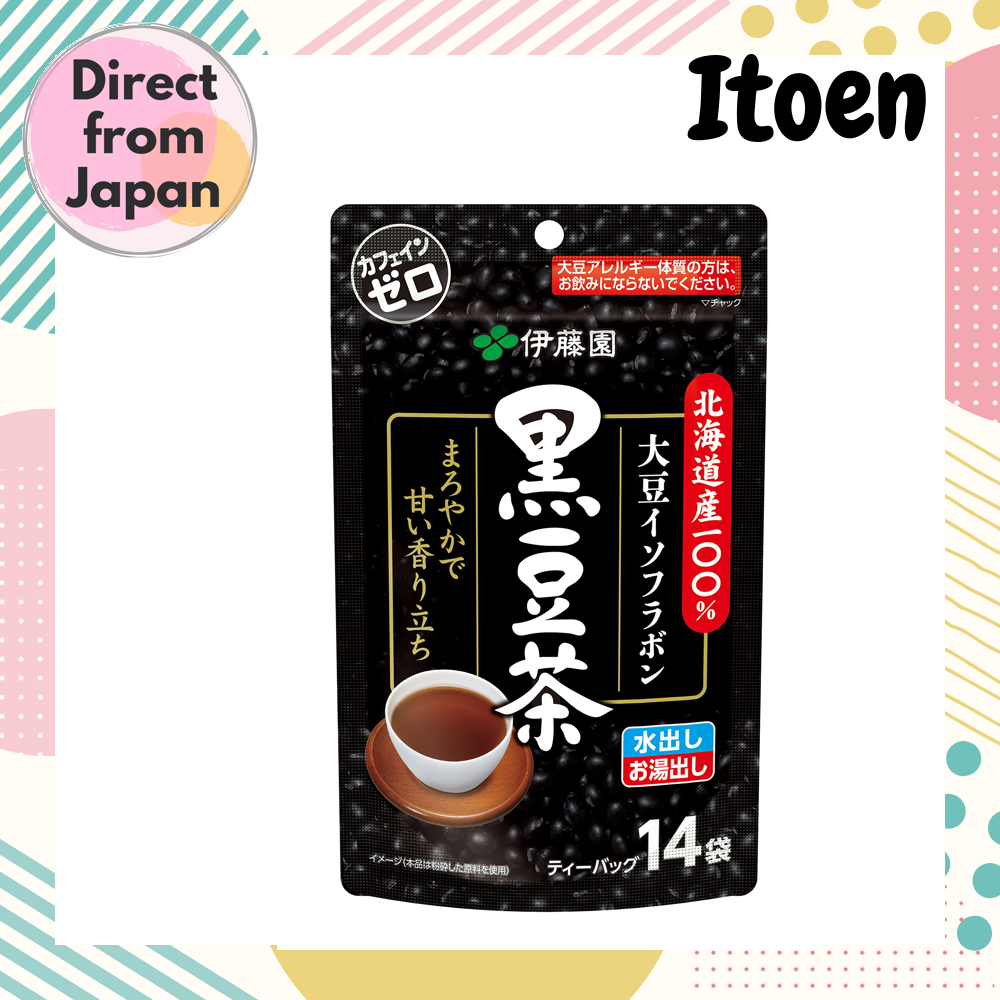 Direct
from
Japan
Itoen
カフェイン
ゼロ
大豆アレルギー体質の方は、
お飲みにならないでください。
▽チャック
伊藤園
北海道産一〇〇%
大豆イソフラボン
黒豆茶
まろやかで
甘い香り立ち
水出し
お湯出し
イメージ(本品は粉砕した原料を使用)
ティーバッグ14袋